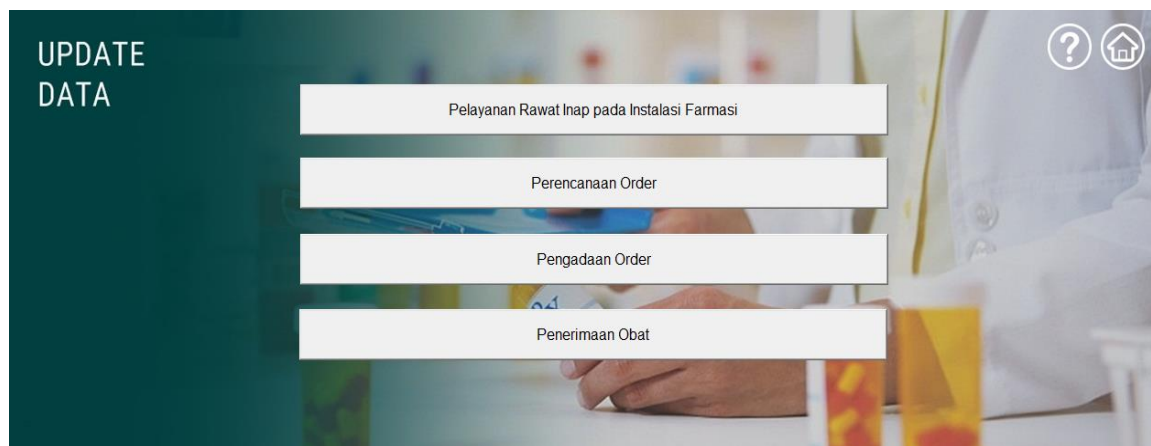 UPDATE
DATA
Pelayanan Rawat Inap pada Instalasi Farmasi
Perencanaan Order
Pengadaan Order
Penerimaan Obat
?